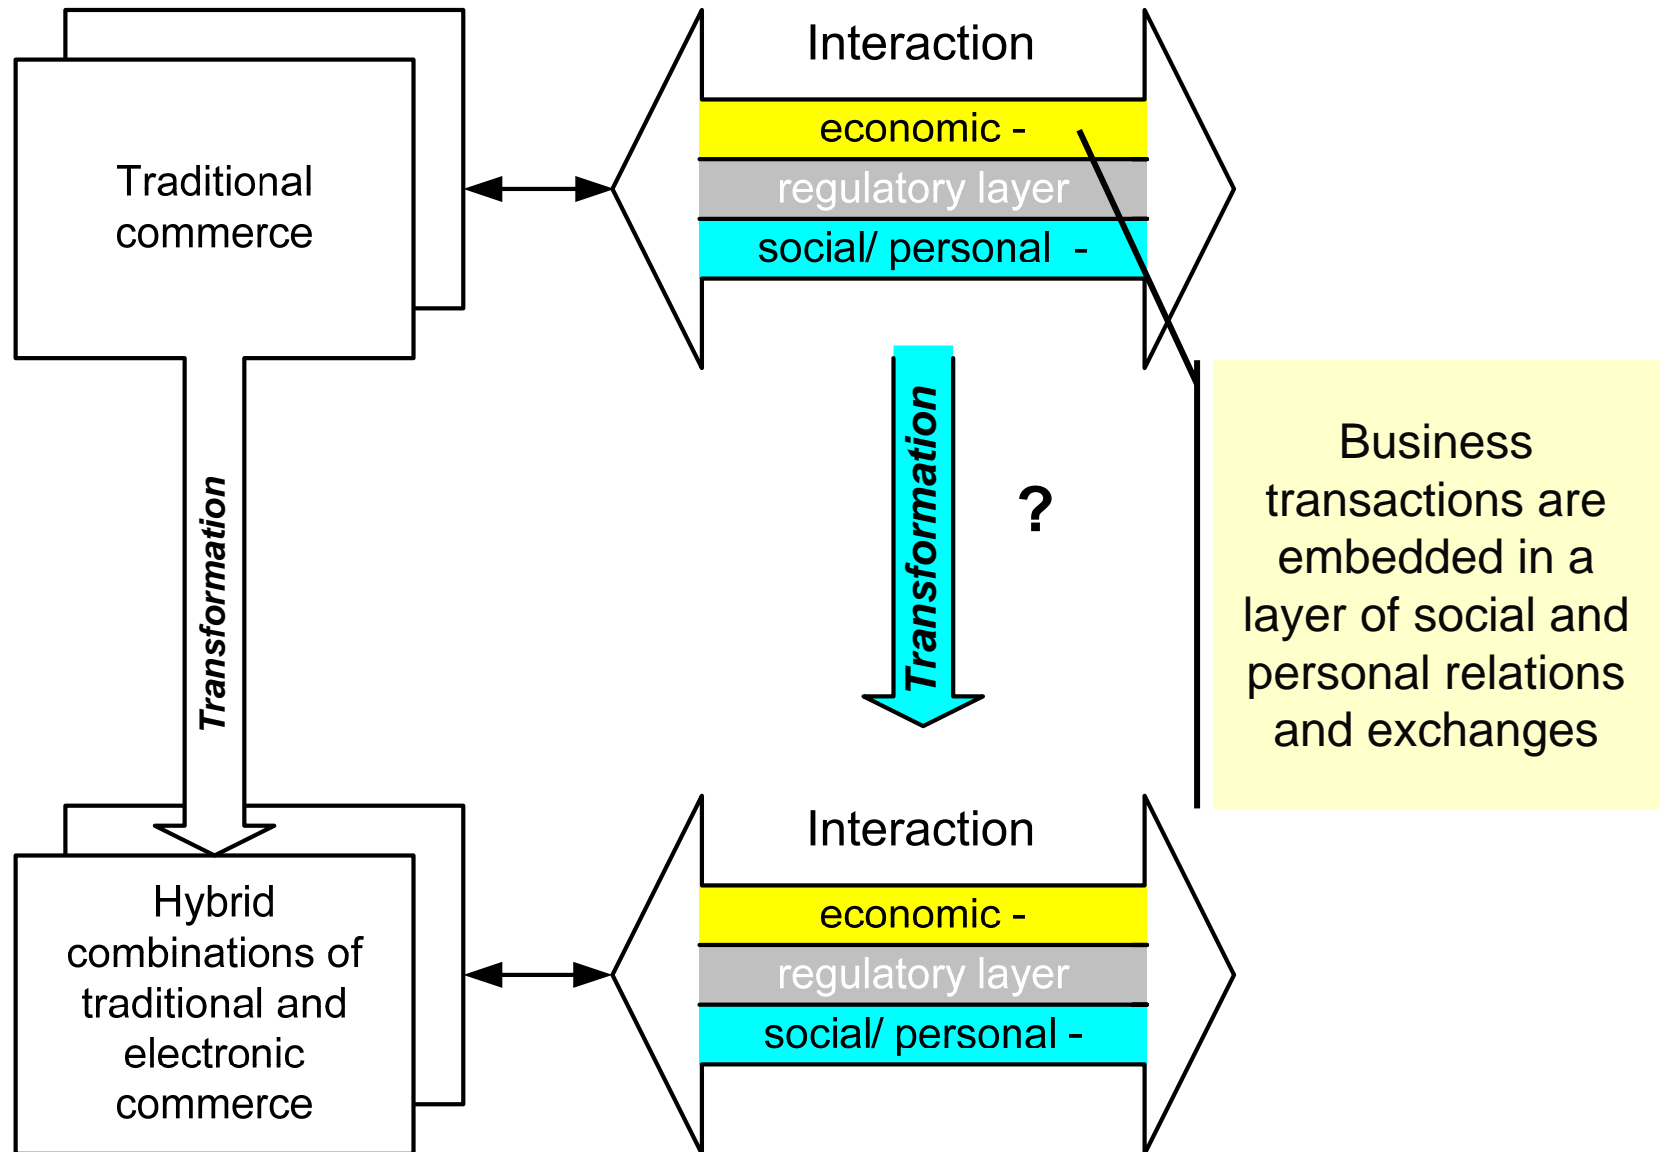 Interaction
economic -
regulatory layer
social/ personal  -
Traditional
commerce
Transformation
Transformation
?
Business
transactions are
embedded in a
layer of social and
personal relations
and exchanges
Interaction
economic -
regulatory layer
social/ personal -
Hybrid
combinations of
traditional and
electronic
commerce